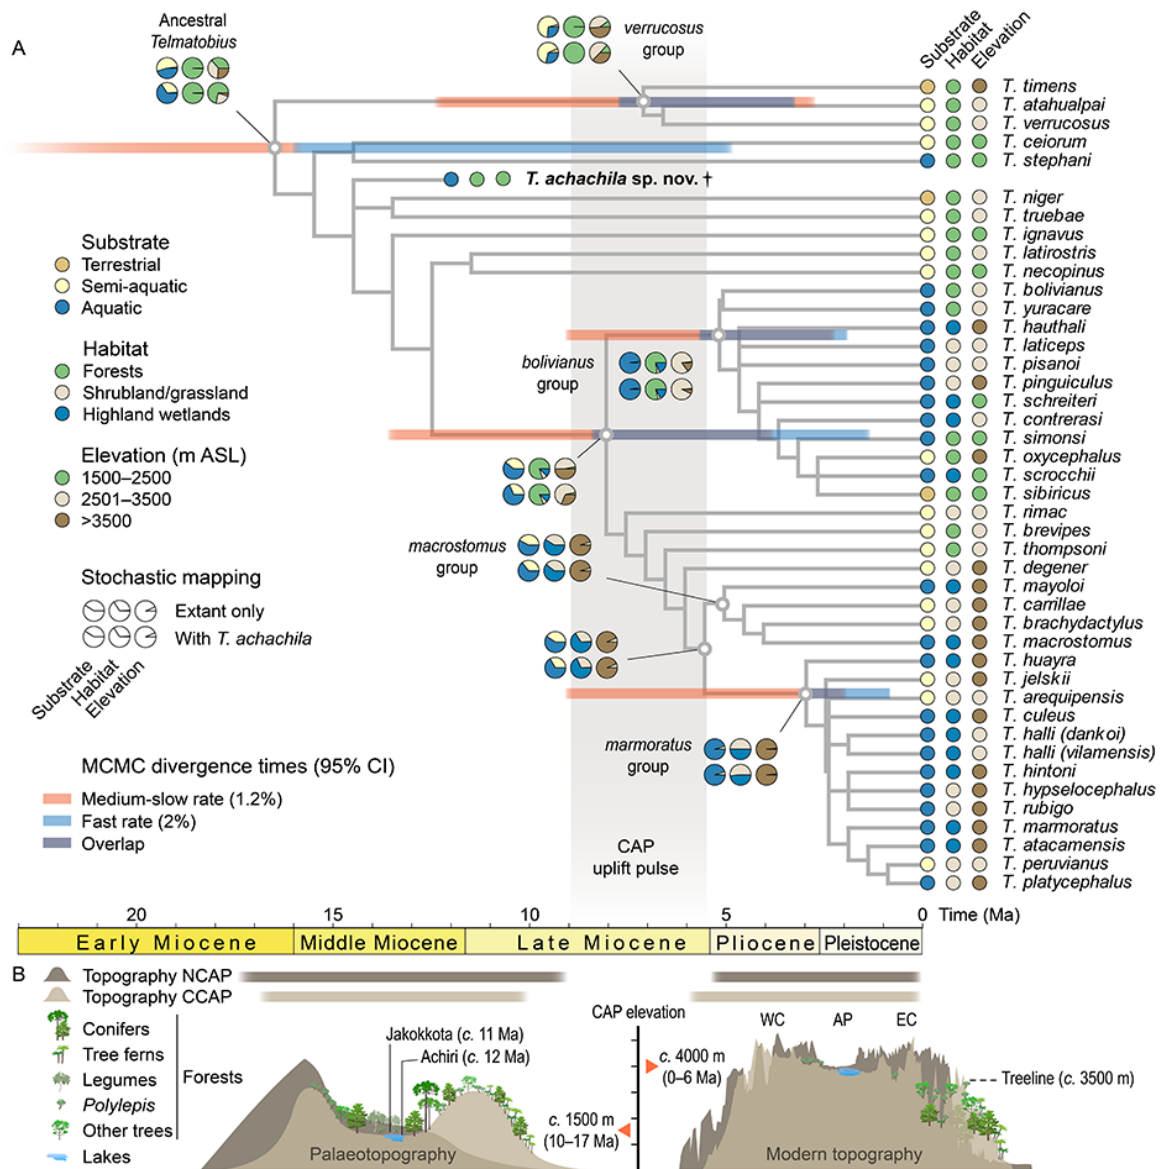 A
Ancestral
Telmatobius
verrucosus
group
Substrate
Habitat
Elevation
T. timens
T. atahualpai
T. verrucosus
T. ceiorum
T. stephani
T. achachila sp. nov. †
T. niger
T. truebae
T. ignavus
T. latirostris
T. necopinus
T. bolivianus
T. yuracare
T. hauthali
T. laticeps
T. pisanoi
T. pinguiculus
T. schreiteri
T. contrerasi
T. simonsi
T. oxycephalus
T. scrocchii
T. sibiricus
T. rimac
T. brevipes
T. thompsoni
T. degener
T. mayoloi
T. carrillae
T. brachydactylus
T. macrostomus
T. huayra
T. jelskii
T. arequipensis
T. culeus
T. halli (dankoi)
T. halli (vilamensis)
T. hintoni
T. hypselocephalus
T. rubigo
T. marmoratus
T. atacamensis
T. peruvianus
T. platycephalus
Substrate
Terrestrial
Semi-aquatic
Aquatic
Habitat
Forests
Shrubland/grassland
Highland wetlands
Elevation (m ASL)
1500–2500
2501–3500
>3500
Stochastic mapping
Extant only
With T. achachila
Substrate
Habitat
Elevation
bolivianus
group
macrostomus
group
marmoratus
group
MCMC divergence times (95% CI)
Medium-slow rate (1.2%)
Fast rate (2%)
Overlap
CAP
uplift pulse
20 15 10 5 0 Time (Ma)
Early Miocene Middle Miocene Late Miocene Pliocene Pleistocene
B
Topography NCAP
Topography CCAP
Conifers
Tree ferns
Legumes
Polylepis
Other trees
Lakes
Forests
Jakokkota (c. 11 Ma)
Achiri (c. 12 Ma)
Palaeotopography
CAP elevation
c. 4000 m
(0–6 Ma)
c. 1500 m
(10–17 Ma)
WC AP EC
Treeline (c. 3500 m)
Modern topography